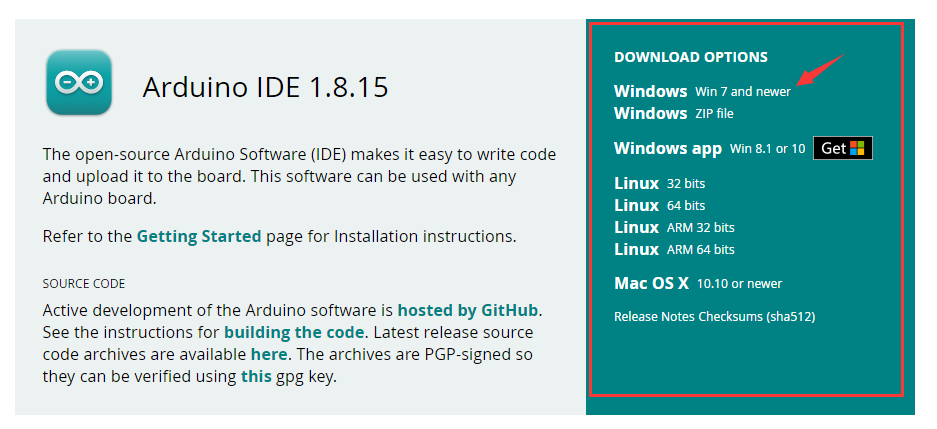 Arduino IDE 1.8.15
The open-source Arduino Software (IDE) makes it easy to write code
and upload it to the board. This software can be used with any
Arduino board.
Refer to the Getting Started page for Installation instructions.
SOURCE CODE
Active development of the Arduino software is hosted by GitHub.
See the instructions for building the code. Latest release source
code archives are available here. The archives are PGP-signed so
they can be verified using this gpg key.
DOWNLOAD OPTIONS
Windows Win 7 and newer
Windows ZIP file
Windows app Win 8.1 or 10 Get
Linux 32 bits
Linux 64 bits
Linux ARM 32 bits
Linux ARM 64 bits
Mac OS X 10.10 or newer
Release Notes Checksums (sha512)